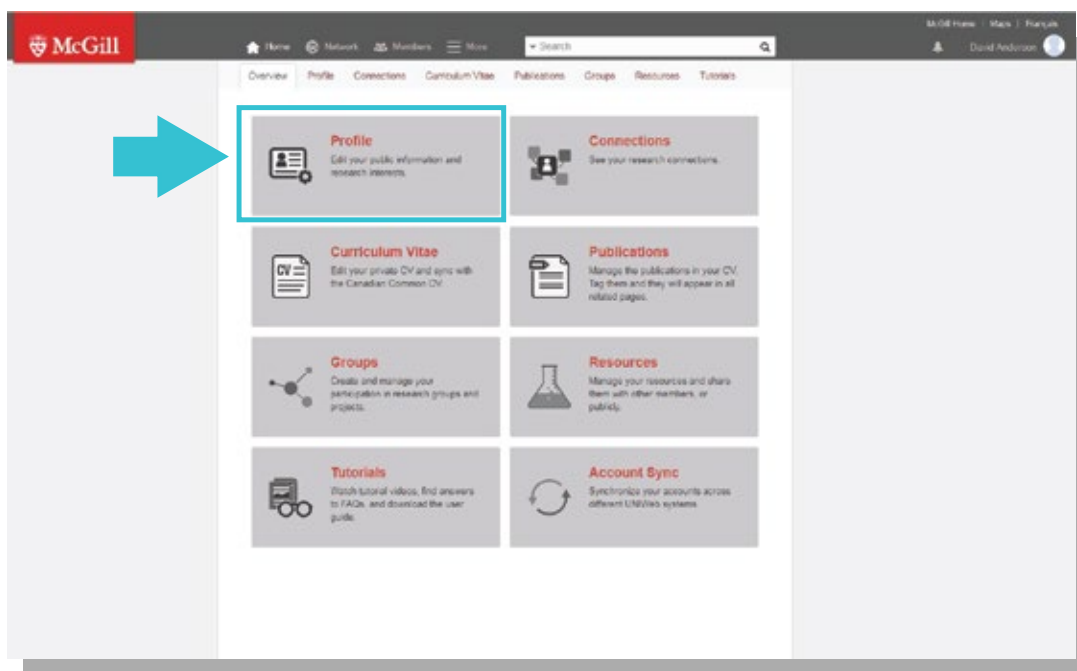 McGill Home | Maps | Français
McGill
Home Network Members More Search
David Anderson
Overview Profile Connections Curriculum Vitae Publications Groups Resources Tutorials
Profile
Edit your public information and
research interests.
Connections
See your research connections.
CV
Curriculum Vitae
Edit your private CV and sync with
the Canadian Common CV.
Publications
Manage the publications in your CV.
Tag them and they will appear in all
related pages.
Groups
Create and manage your
participation in research groups and
projects.
Resources
Manage your resources and share
them with other members, or
publicly.
Tutorials
Watch tutorial videos, find answers
to FAQs, and download the user
guide.
Account Sync
Synchronize your accounts across
different UNIWeb systems